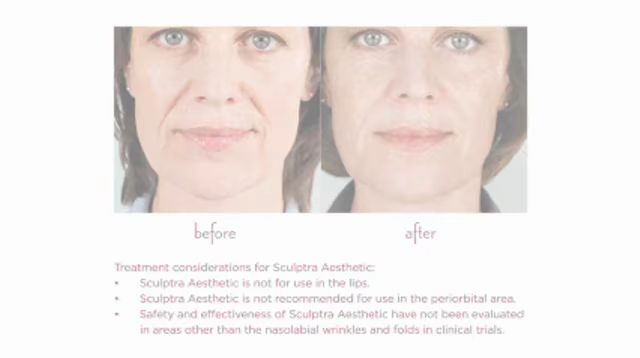 before after
Treatment considerations for Sculptra Aesthetic:
• Sculptra Aesthetic is not for use in the lips.
• Sculptra Aesthetic is not recommended for use in the periorbital area.
• Safety and effectiveness of Sculptra Aesthetic have not been evaluated
in areas other than the nasolabial wrinkles and folds in clinical trials.